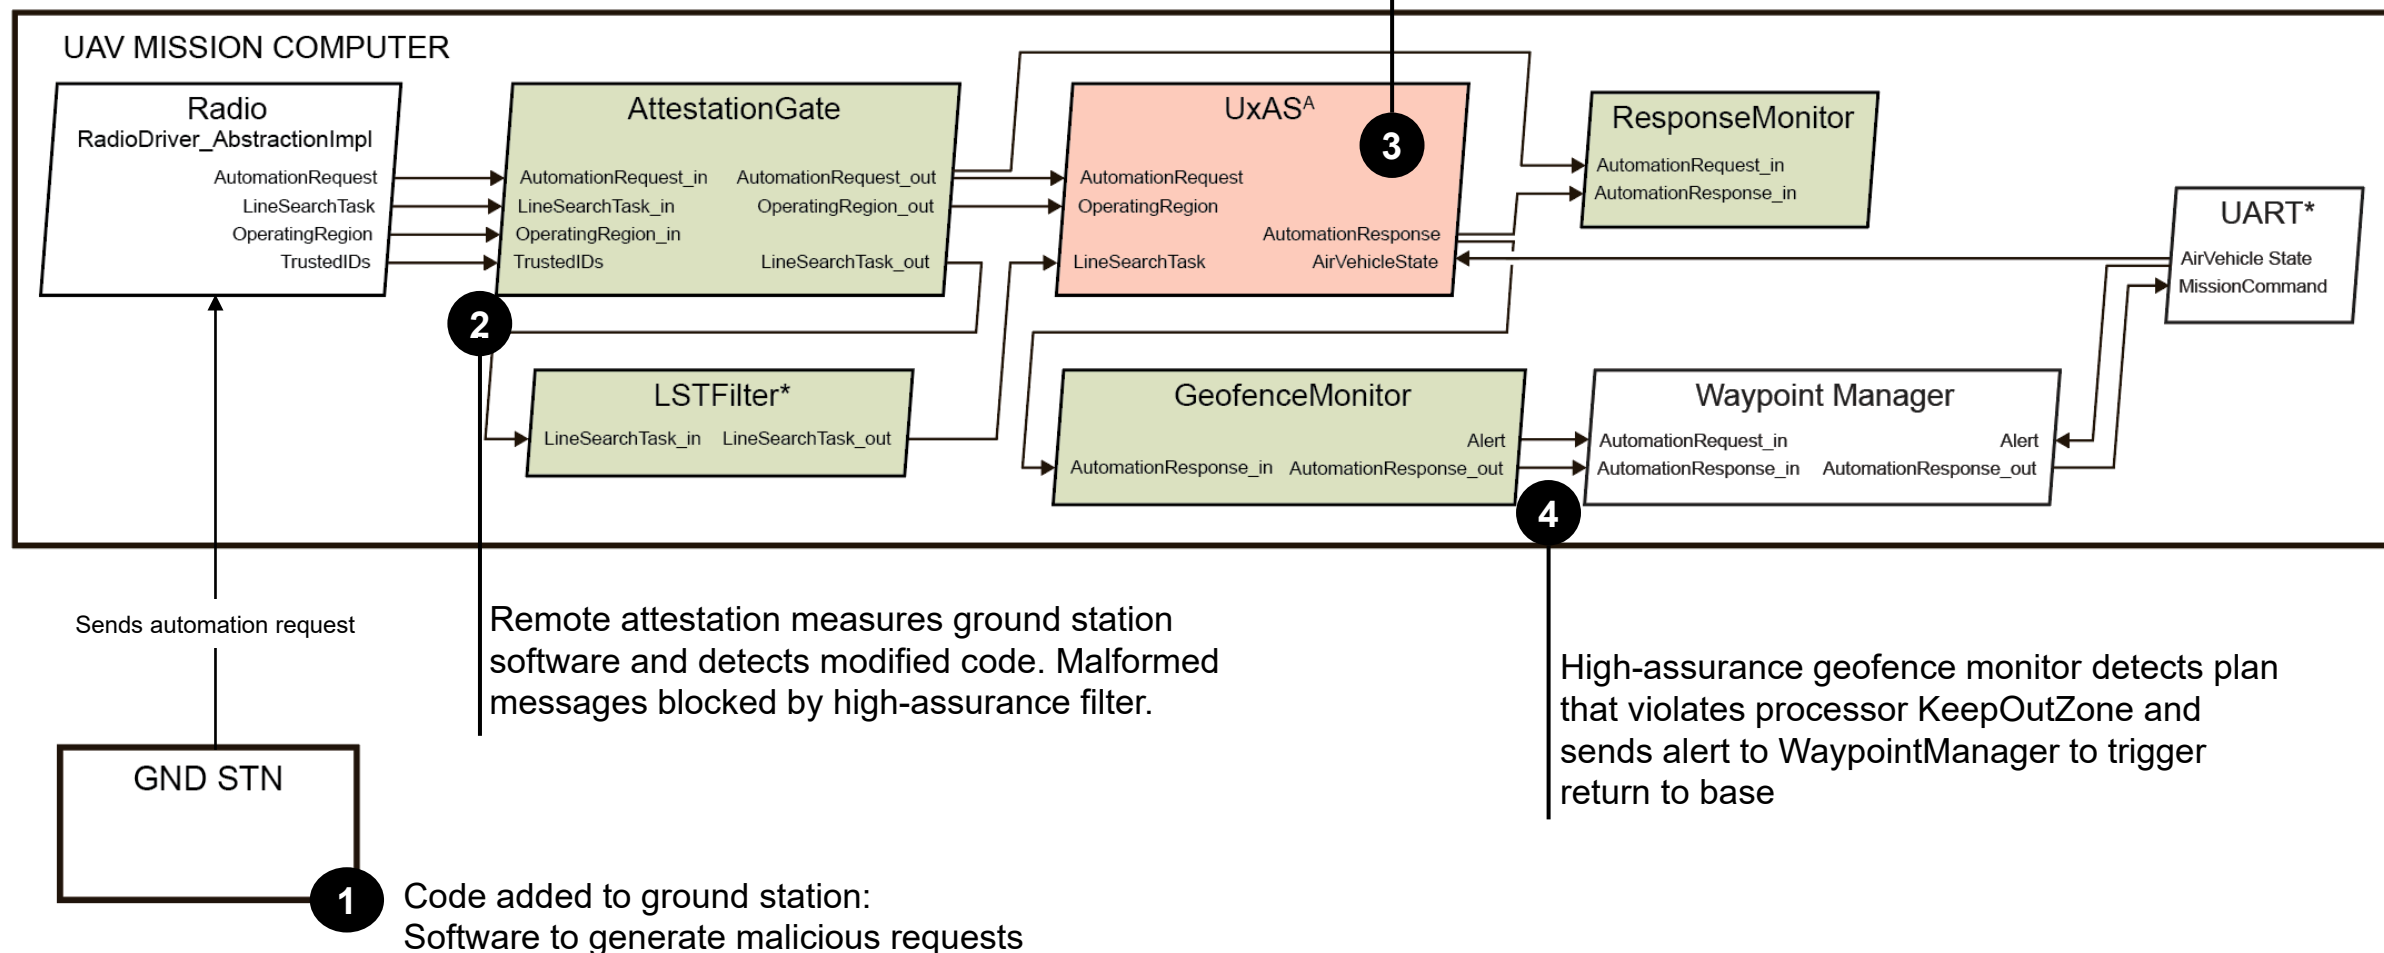 UAV MISSION COMPUTER
Radio
RadioDriver_AbstractionImpl
AutomationRequest
LineSearchTask
OperatingRegion
TrustedIDs
AttestationGate
AutomationRequest_in AutomationRequest_out
LineSearchTask_in OperatingRegion_out
OperatingRegion_in
TrustedIDs LineSearchTask_out
UxASᴬ
3
AutomationRequest
OperatingRegion
AutomationResponse
LineSearchTask AirVehicleState
ResponseMonitor
AutomationRequest_in
AutomationResponse_in
UART*
AirVehicle State
MissionCommand
2
LSTFilter*
LineSearchTask_in LineSearchTask_out
GeofenceMonitor
Alert
AutomationResponse_in AutomationResponse_out
Waypoint Manager
AutomationRequest_in Alert
AutomationResponse_in AutomationResponse_out
4
Sends automation request
Remote attestation measures ground station
software and detects modified code. Malformed
messages blocked by high-assurance filter.
High-assurance geofence monitor detects plan
that violates processor KeepOutZone and
sends alert to WaypointManager to trigger
return to base
GND STN
1
Code added to ground station:
Software to generate malicious requests